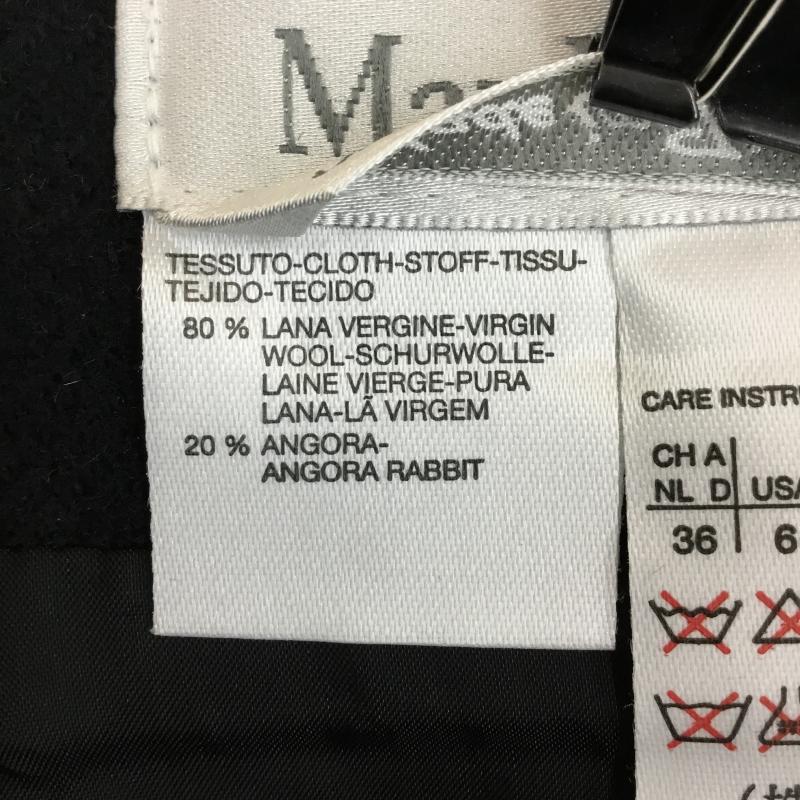 TESSUTO-CLOTH-STOFF-TISSU-
TEJIDO-TECIDO
80 % LANA VERGINE-VIRGIN
WOOL-SCHURWOLLE-
LAINE VIERGE-PURA
LANA-LÃ VIRGEM
20 % ANGORA-
ANGORA RABBIT
CARE
CH A
NL D
36 6